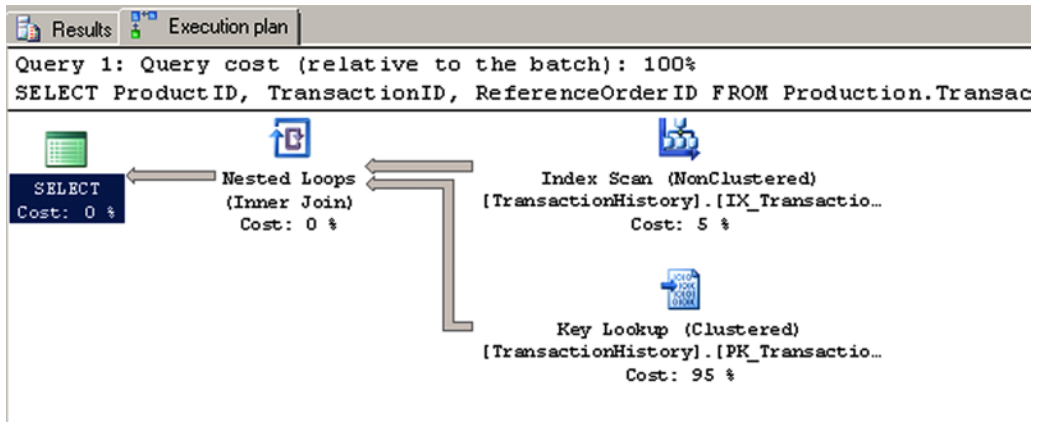 Results
Execution plan
Query 1: Query cost (relative to the batch): 100%
SELECT ProductID, TransactionID, ReferenceOrderID FROM Production.Transac
SELECT
Cost: 0 %
Nested Loops
(Inner Join)
Cost: 0 %
Index Scan (NonClustered)
[TransactionHistory].[IX_Transactio…
Cost: 5 %
Key Lookup (Clustered)
[TransactionHistory].[PK_Transactio…
Cost: 95 %